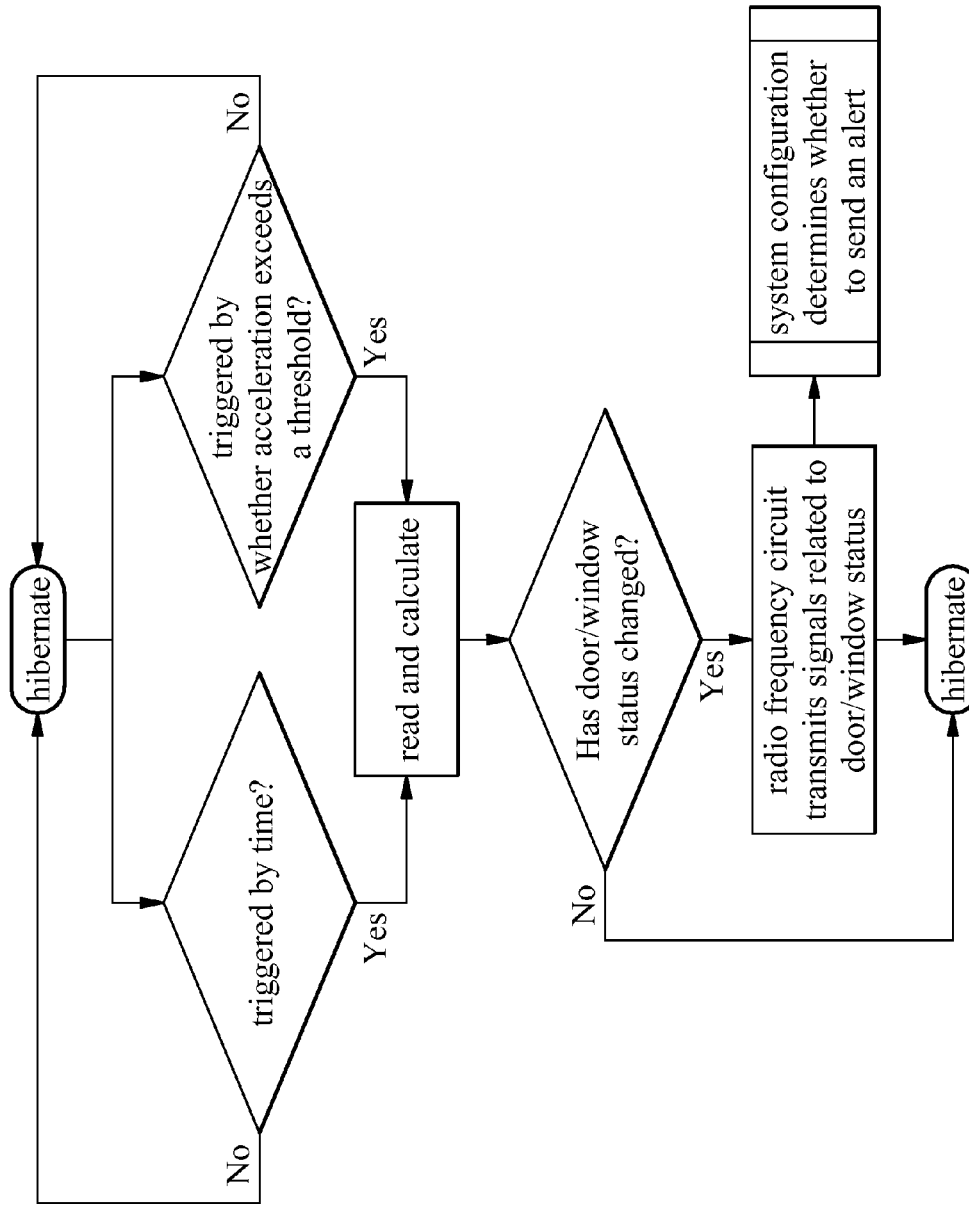 hibernate
triggered by time?
No
Yes
triggered by
whether acceleration exceeds
a threshold?
No
Yes
read and calculate
Has door/window
status changed?
No
Yes
radio frequency circuit
transmits signals related to
door/window status
system configuration
determines whether
to send an alert
hibernate